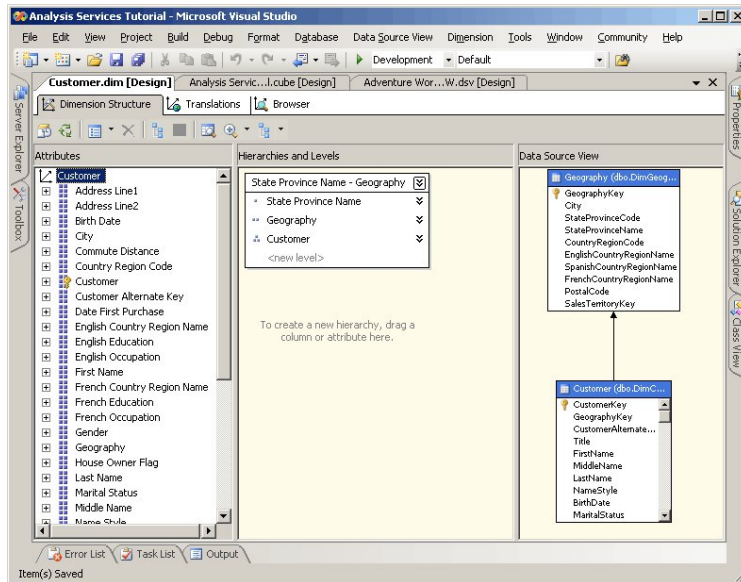 Analysis Services Tutorial - Microsoft Visual Studio
File Edit View Project Build Debug Format Database Data Source View Dimension Tools Window Community Help
Development Default
Customer.dim [Design] Analysis Servic...l.cube [Design] Adventure Wor...W.dsv [Design]
Dimension Structure Translations Browser
Server Explorer
Toolbox
Attributes
Customer
Address Line1
Address Line2
Birth Date
City
Commute Distance
Country Region Code
Customer
Customer Alternate Key
Date First Purchase
English Country Region Name
English Education
English Occupation
First Name
French Country Region Name
French Education
French Occupation
Gender
Geography
House Owner Flag
Last Name
Marital Status
Middle Name
Name Style
Hierarchies and Levels
State Province Name - Geography
State Province Name
Geography
Customer
<new level>
To create a new hierarchy, drag a
column or attribute here.
Data Source View
Geography (dbo.DimGeog...
GeographyKey
City
StateProvinceCode
StateProvinceName
CountryRegionCode
EnglishCountryRegionName
SpanishCountryRegionName
FrenchCountryRegionName
PostalCode
SalesTerritoryKey
Customer (dbo.DimC...
CustomerKey
GeographyKey
CustomerAlternate...
Title
FirstName
MiddleName
LastName
NameStyle
BirthDate
MaritalStatus
Properties
Solution Explorer
Class View
Error List Task List Output
Item(s) Saved